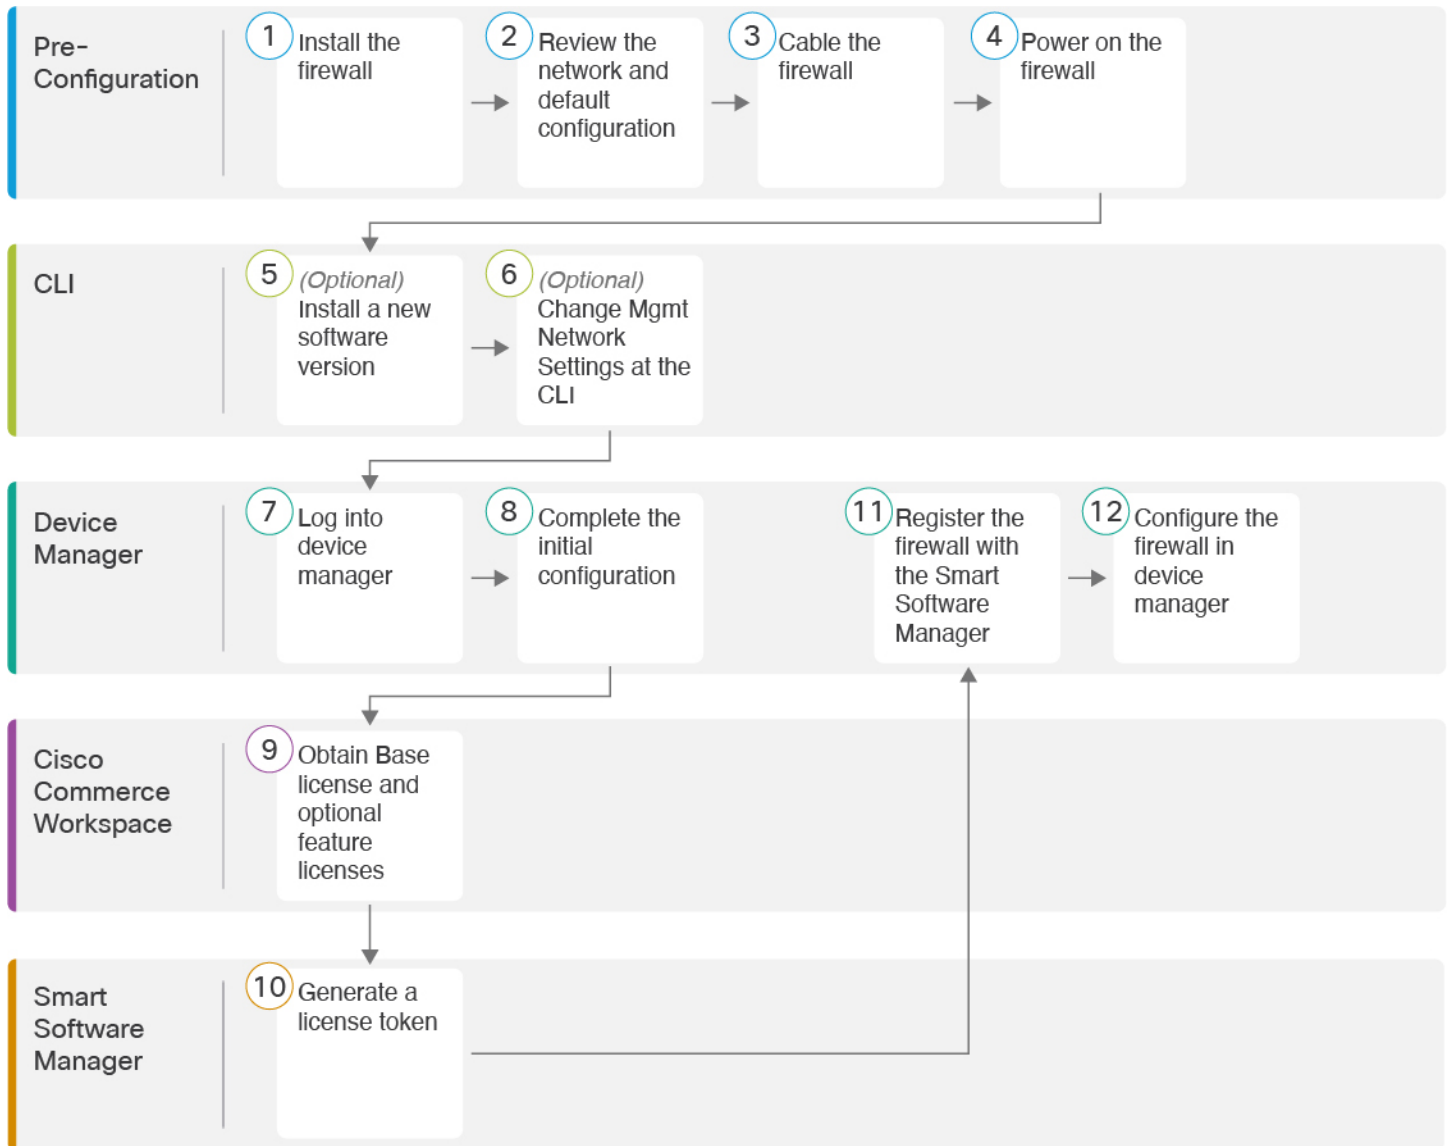 Pre-
Configuration
1
Install the
firewall
2
Review the
network and
default
configuration
3
Cable the
firewall
4
Power on the
firewall
CLI
5
(Optional)
Install a new
software
version
6
(Optional)
Change Mgmt
Network
Settings at the
CLI
Device
Manager
7
Log into
device
manager
8
Complete the
initial
configuration
11
Register the
firewall with
the Smart
Software
Manager
12
Configure the
firewall in
device
manager
Cisco
Commerce
Workspace
9
Obtain Base
license and
optional
feature
licenses
Smart
Software
Manager
10
Generate a
license token